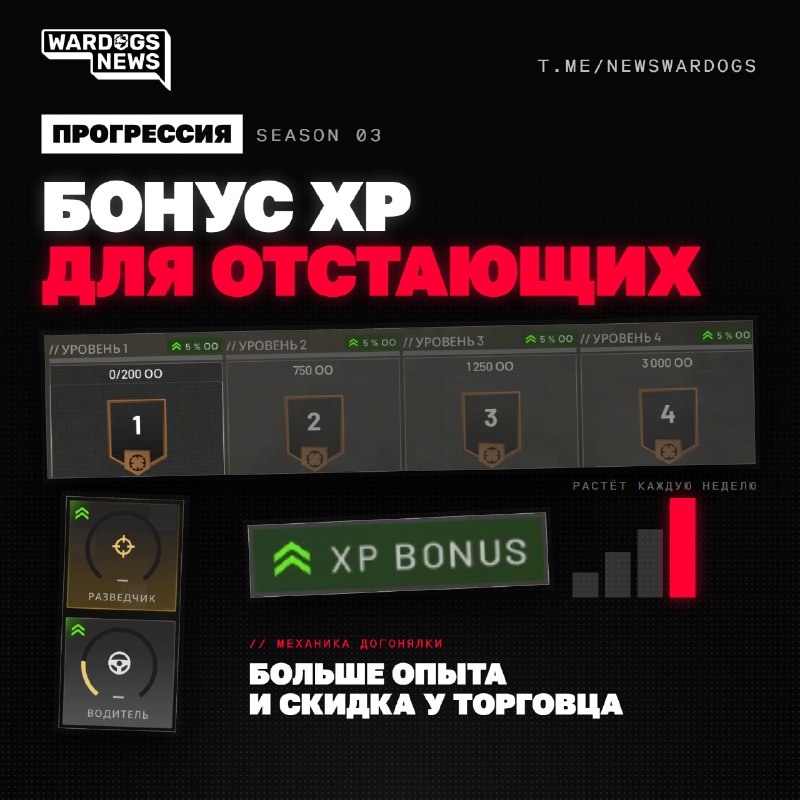 WARDOGS
NEWS
T.ME/NEWSWARDOGS
ПРОГРЕССИЯ SEASON 03
БОНУС XP
ДЛЯ ОТСТАЮЩИХ
// УРОВЕНЬ 1 5 % ОО // УРОВЕНЬ 2 5 % ОО // УРОВЕНЬ 3 5 % ОО // УРОВЕНЬ 4 5 % ОО
0/200 ОО 750 ОО 1 250 ОО 3 000 ОО
1 2 3 4
РАСТЁТ КАЖДУЮ НЕДЕЛЮ
XP BONUS
РАЗВЕДЧИК
ВОДИТЕЛЬ
// МЕХАНИКА ДОГОНЯЛКИ
БОЛЬШЕ ОПЫТА
И СКИДКА У ТОРГОВЦА